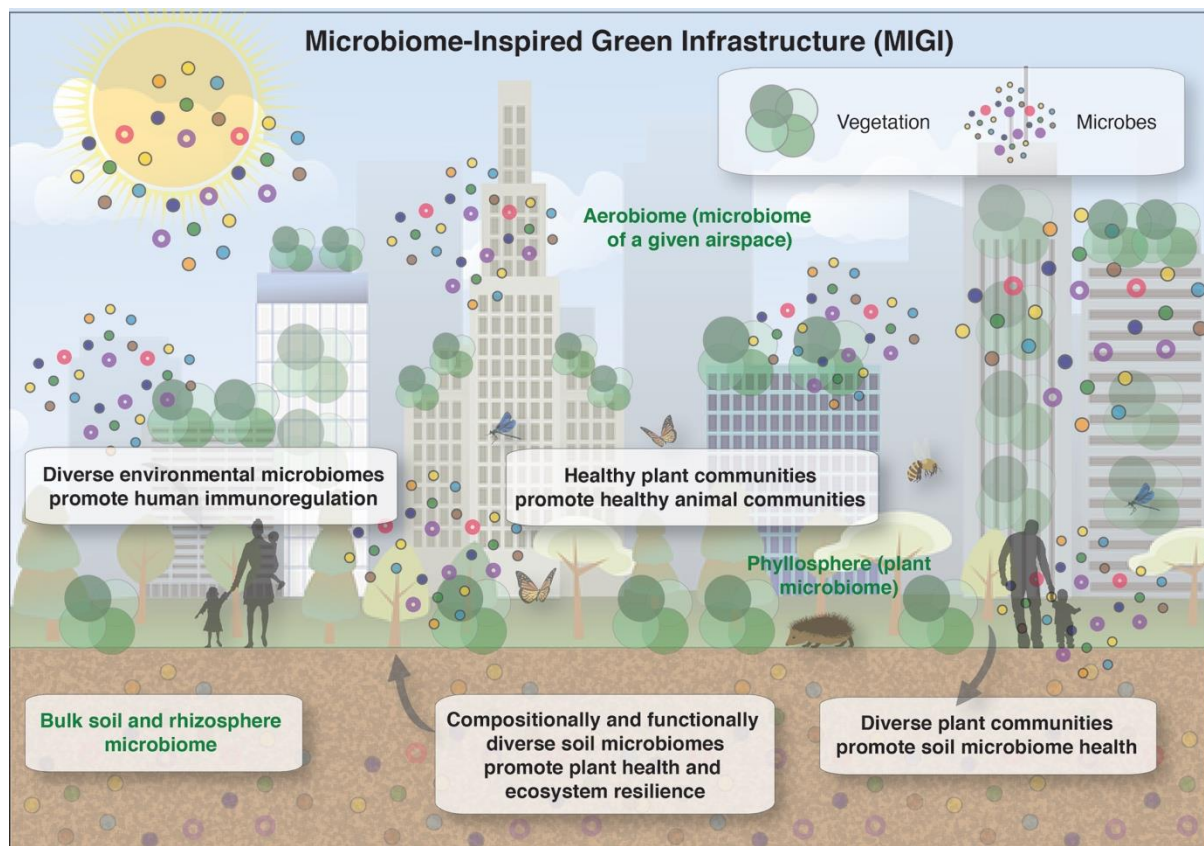 Microbiome-Inspired Green Infrastructure (MIGI)
Vegetation
Microbes
Aerobiome (microbiome
of a given airspace)
Diverse environmental microbiomes
promote human immunoregulation
Healthy plant communities
promote healthy animal communities
Phyllosphere (plant
microbiome)
Bulk soil and rhizosphere
microbiome
Compositionally and functionally
diverse soil microbiomes
promote plant health and
ecosystem resilience
Diverse plant communities
promote soil microbiome health